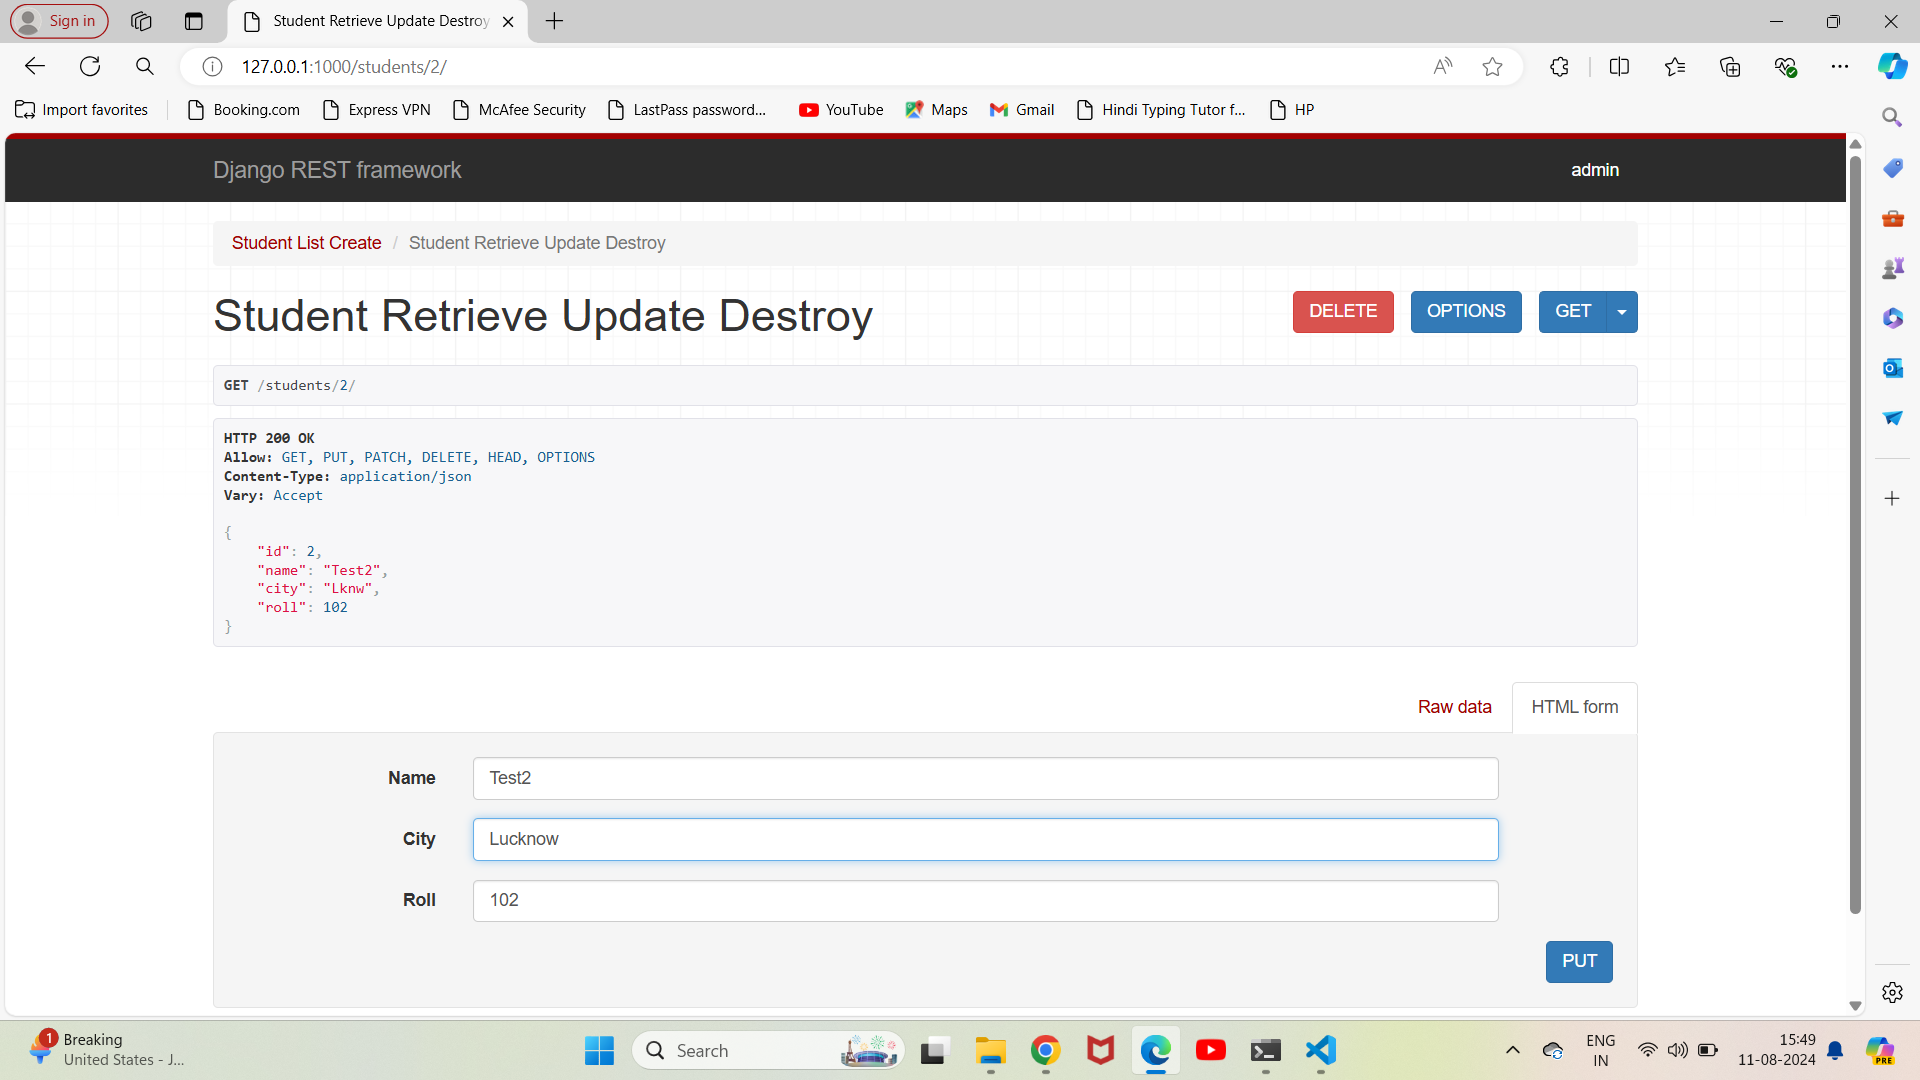 Sign in
Student Retrieve Update Destroy
127.0.0.1:1000/students/2/
Import favorites
Booking.com
Express VPN
McAfee Security
LastPass password...
YouTube
Maps
Gmail
Hindi Typing Tutor f...
HP
Django REST framework
admin
Student List Create / Student Retrieve Update Destroy
Student Retrieve Update Destroy
DELETE
OPTIONS
GET
GET /students/2/
HTTP 200 OK
Allow: GET, PUT, PATCH, DELETE, HEAD, OPTIONS
Content-Type: application/json
Vary: Accept
{
"id": 2,
"name": "Test2",
"city": "Lknw",
"roll": 102
}
Raw data
HTML form
Name
Test2
City
Lucknow
Roll
102
PUT
1
Breaking
United States - J...
Search
ENG
IN
15:49
11-08-2024
PRE